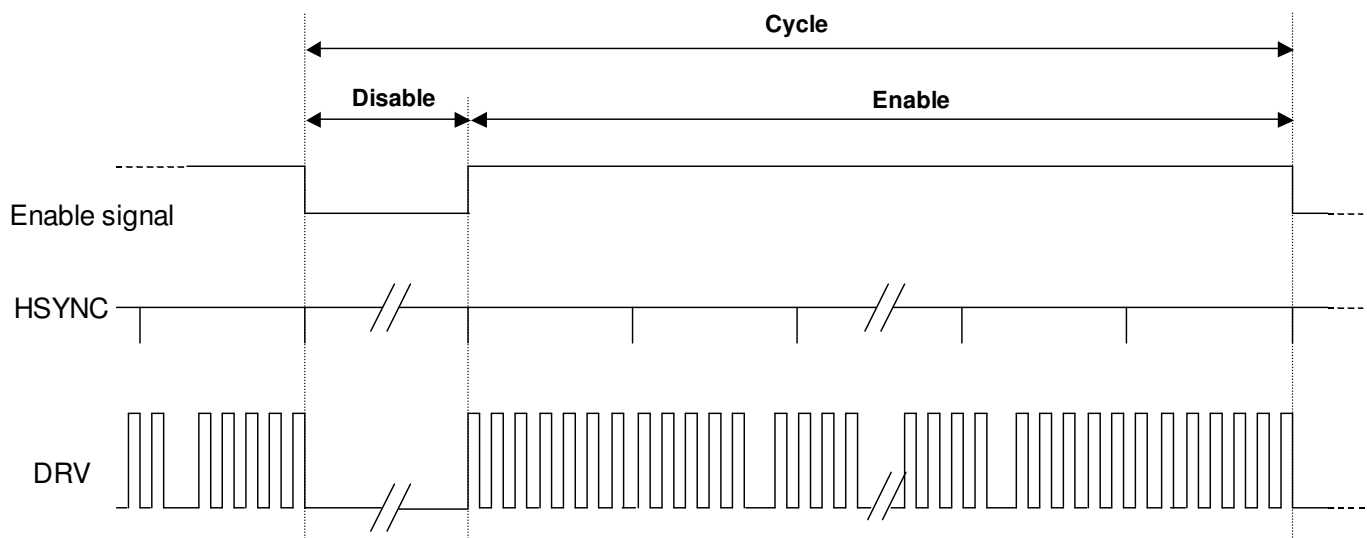 Cycle
Disable
Enable
Enable signal
HSYNC
DRV